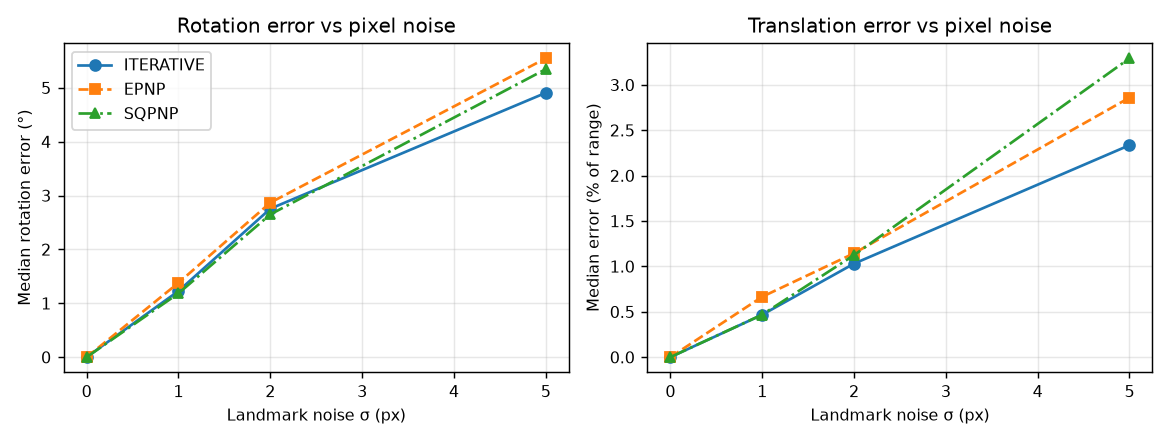 Rotation error vs pixel noise
Median rotation error (°)
5
4
3
2
1
0
ITERATIVE
EPNP
SQPNP
0 1 2 3 4 5
Landmark noise σ (px)
Translation error vs pixel noise
Median error (% of range)
3.0
2.5
2.0
1.5
1.0
0.5
0.0
0 1 2 3 4 5
Landmark noise σ (px)